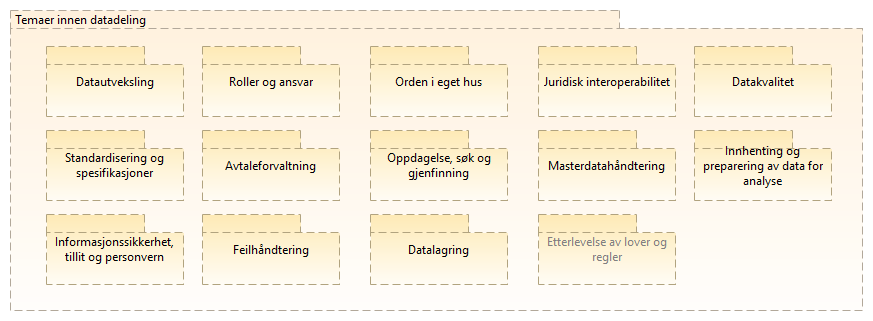 Temaer innen datadeling
Datautveksling
Roller og ansvar
Orden i eget hus
Juridisk interoperabilitet
Datakvalitet
Standardisering og
spesifikasjoner
Avtaleforvaltning
Oppdagelse, søk og
gjenfinning
Masterdatahåndtering
Innhenting og
preparering av data for
analyse
Informasjonssikkerhet,
tillit og personvern
Feilhåndtering
Datalagring
Etterlevelse av lover og
regler